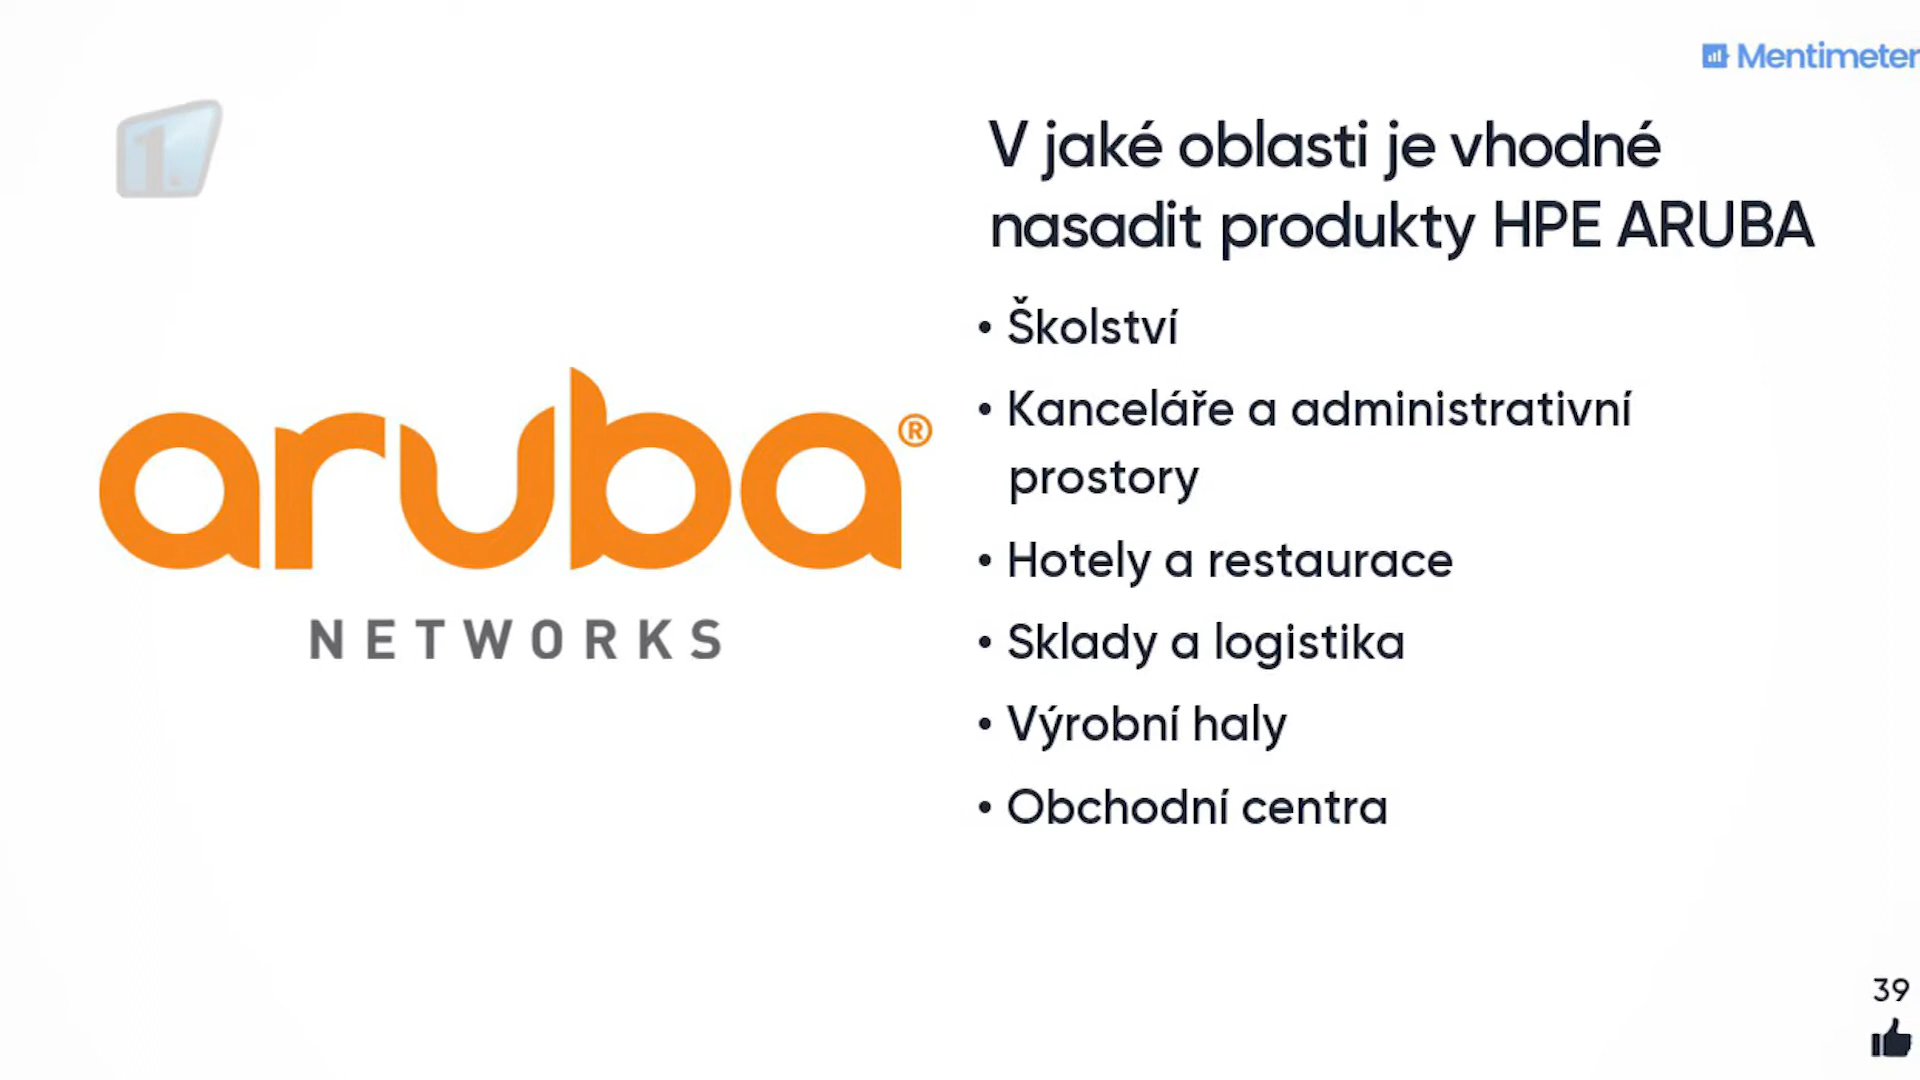 Mentimeter
1.
V jaké oblasti je vhodné
nasadit produkty HPE ARUBA
• Školství
• Kanceláře a administrativní
prostory
• Hotely a restaurace
• Sklady a logistika
• Výrobní haly
• Obchodní centra
aruba®
NETWORKS
39